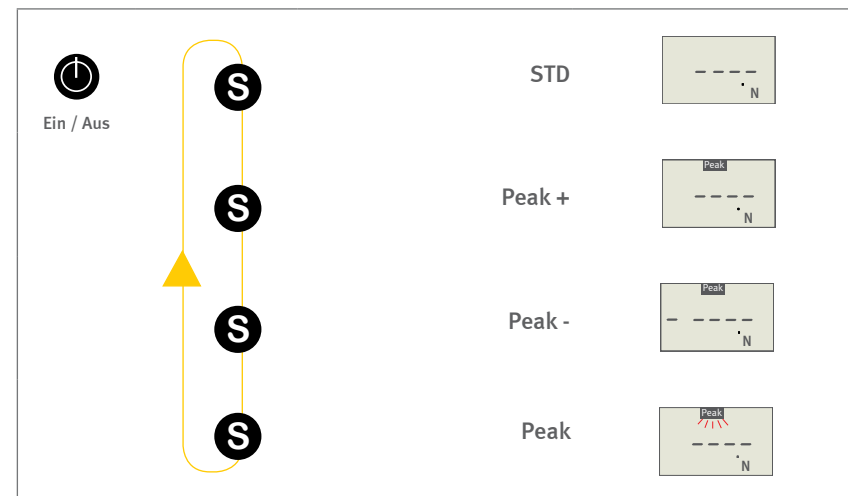 S
STD
- - - -
N
Ein / Aus
S
Peak +
Peak
- - - -
N
S
Peak -
Peak
- - - - -
N
S
Peak
Peak
- - - -
N